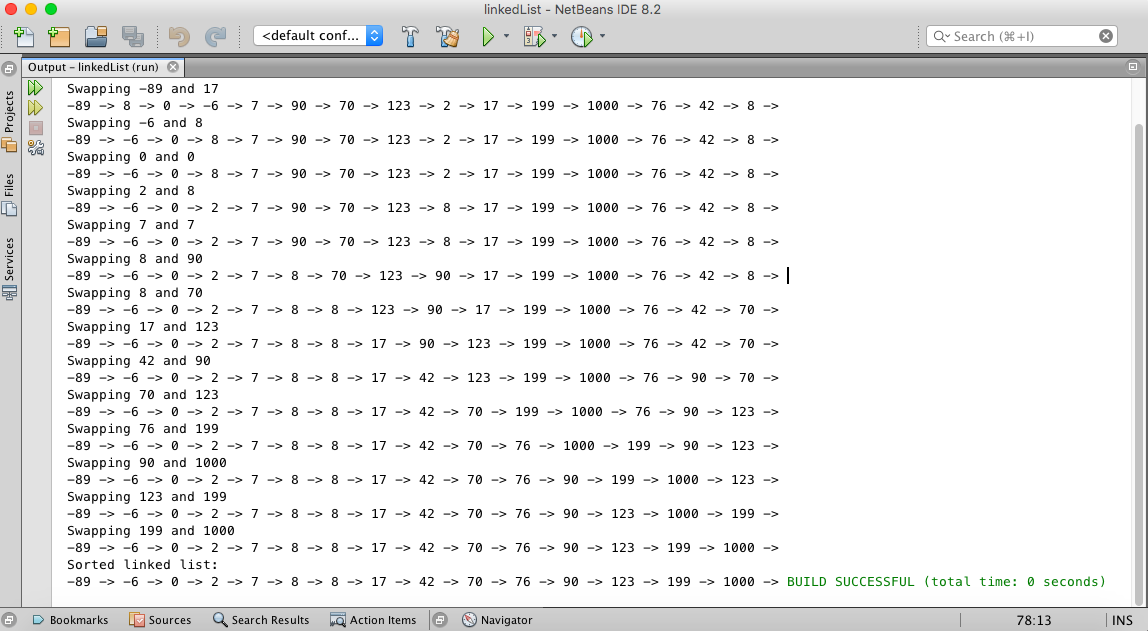 linkedList - NetBeans IDE 8.2
<default conf...
Search (⌘+I)
Output – linkedList (run)
Projects
Files
Services
Swapping -89 and 17
-89 -> 8 -> 0 -> -6 -> 7 -> 90 -> 70 -> 123 -> 2 -> 17 -> 199 -> 1000 -> 76 -> 42 -> 8 ->
Swapping -6 and 8
-89 -> -6 -> 0 -> 8 -> 7 -> 90 -> 70 -> 123 -> 2 -> 17 -> 199 -> 1000 -> 76 -> 42 -> 8 ->
Swapping 0 and 0
-89 -> -6 -> 0 -> 8 -> 7 -> 90 -> 70 -> 123 -> 2 -> 17 -> 199 -> 1000 -> 76 -> 42 -> 8 ->
Swapping 2 and 8
-89 -> -6 -> 0 -> 2 -> 7 -> 90 -> 70 -> 123 -> 8 -> 17 -> 199 -> 1000 -> 76 -> 42 -> 8 ->
Swapping 7 and 7
-89 -> -6 -> 0 -> 2 -> 7 -> 90 -> 70 -> 123 -> 8 -> 17 -> 199 -> 1000 -> 76 -> 42 -> 8 ->
Swapping 8 and 90
-89 -> -6 -> 0 -> 2 -> 7 -> 8 -> 70 -> 123 -> 90 -> 17 -> 199 -> 1000 -> 76 -> 42 -> 8 ->
Swapping 8 and 70
-89 -> -6 -> 0 -> 2 -> 7 -> 8 -> 8 -> 123 -> 90 -> 17 -> 199 -> 1000 -> 76 -> 42 -> 70 ->
Swapping 17 and 123
-89 -> -6 -> 0 -> 2 -> 7 -> 8 -> 8 -> 17 -> 90 -> 123 -> 199 -> 1000 -> 76 -> 42 -> 70 ->
Swapping 42 and 90
-89 -> -6 -> 0 -> 2 -> 7 -> 8 -> 8 -> 17 -> 42 -> 123 -> 199 -> 1000 -> 76 -> 90 -> 70 ->
Swapping 70 and 123
-89 -> -6 -> 0 -> 2 -> 7 -> 8 -> 8 -> 17 -> 42 -> 70 -> 199 -> 1000 -> 76 -> 90 -> 123 ->
Swapping 76 and 199
-89 -> -6 -> 0 -> 2 -> 7 -> 8 -> 8 -> 17 -> 42 -> 70 -> 76 -> 1000 -> 199 -> 90 -> 123 ->
Swapping 90 and 1000
-89 -> -6 -> 0 -> 2 -> 7 -> 8 -> 8 -> 17 -> 42 -> 70 -> 76 -> 90 -> 199 -> 1000 -> 123 ->
Swapping 123 and 199
-89 -> -6 -> 0 -> 2 -> 7 -> 8 -> 8 -> 17 -> 42 -> 70 -> 76 -> 90 -> 123 -> 1000 -> 199 ->
Swapping 199 and 1000
-89 -> -6 -> 0 -> 2 -> 7 -> 8 -> 8 -> 17 -> 42 -> 70 -> 76 -> 90 -> 123 -> 199 -> 1000 ->
Sorted linked list:
-89 -> -6 -> 0 -> 2 -> 7 -> 8 -> 8 -> 17 -> 42 -> 70 -> 76 -> 90 -> 123 -> 199 -> 1000 -> BUILD SUCCESSFUL (total time: 0 seconds)
Bookmarks Sources Search Results Action Items Navigator 78:13 INS